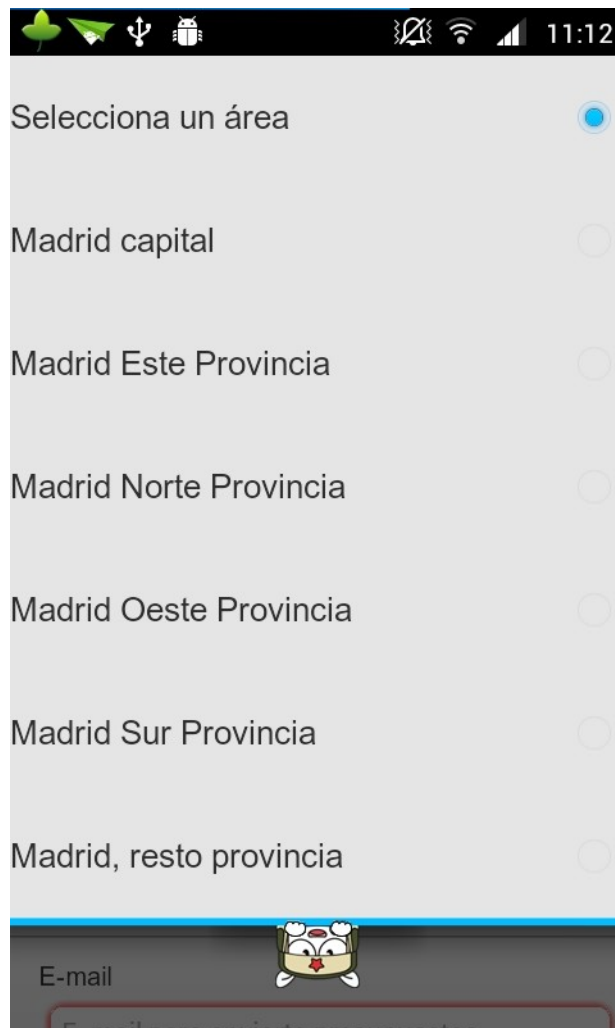 11:12
Selecciona un área
Madrid capital
Madrid Este Provincia
Madrid Norte Provincia
Madrid Oeste Provincia
Madrid Sur Provincia
Madrid, resto provincia
E-mail